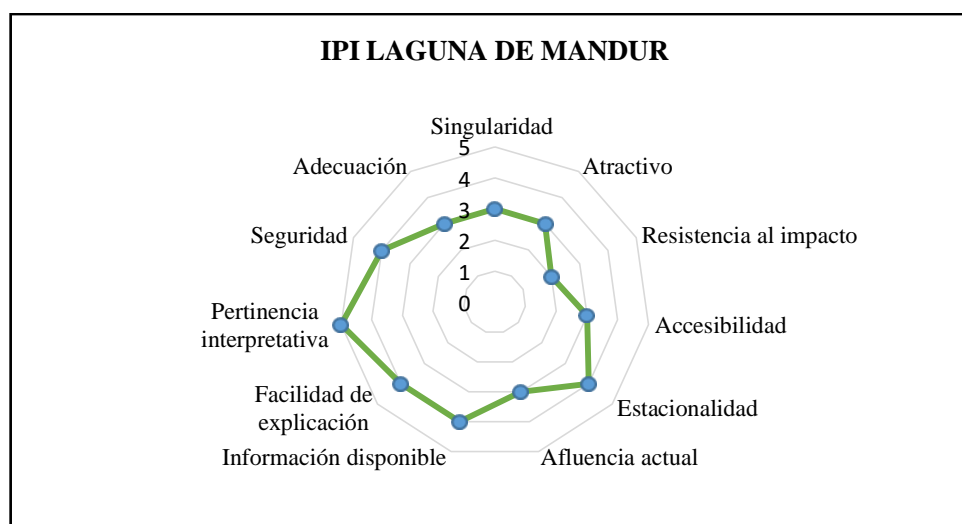 IPI LAGUNA DE MANDUR
Singularidad
Atractivo
Resistencia al impacto
Accesibilidad
Estacionalidad
Afluencia actual
Información disponible
Facilidad de
explicación
Pertinencia
interpretativa
Seguridad
Adecuación
5
4
3
2
1
0